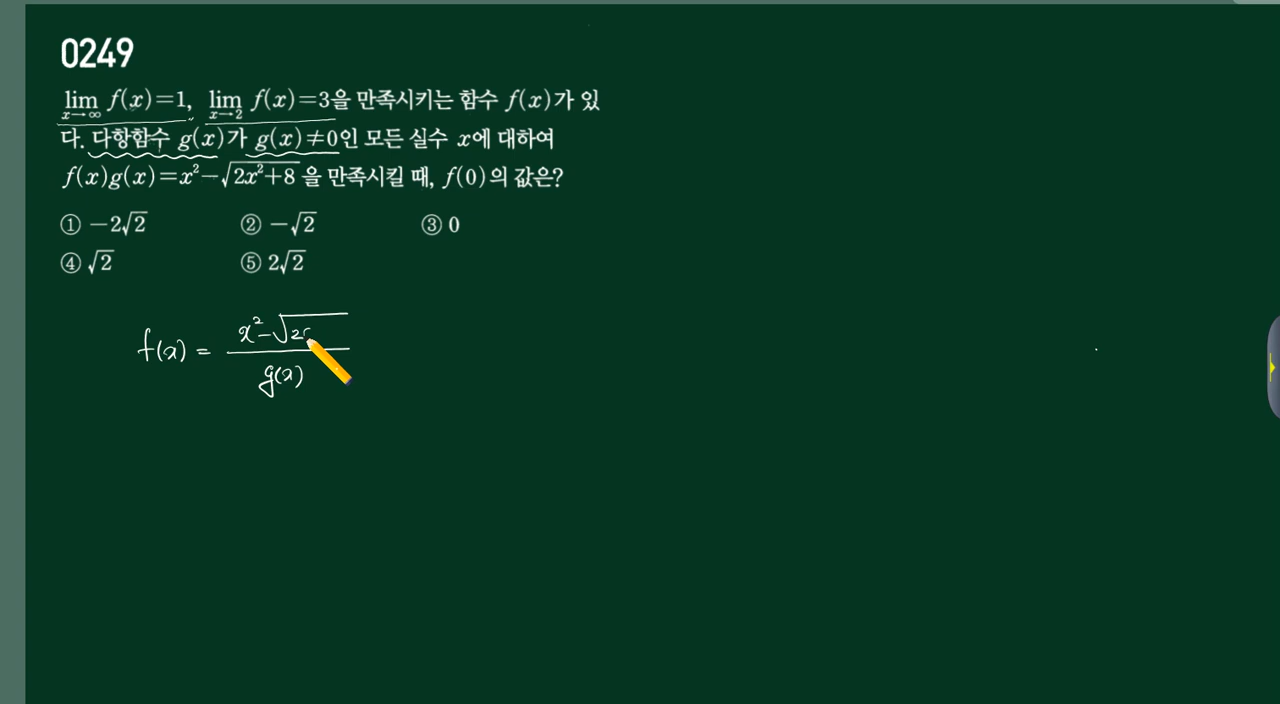 0249
lim x→∞ f(x)=1, lim x→2 f(x)=3을 만족시키는 함수 f(x)가 있
다. 다항함수 g(x)가 g(x)≠0인 모든 실수 x에 대하여
f(x)g(x)=x²-√(2x²+8)을 만족시킬 때, f(0)의 값은?
① -2√2 ② -√2 ③ 0
④ √2 ⑤ 2√2
f(x) = (x²-√2)/g(x)